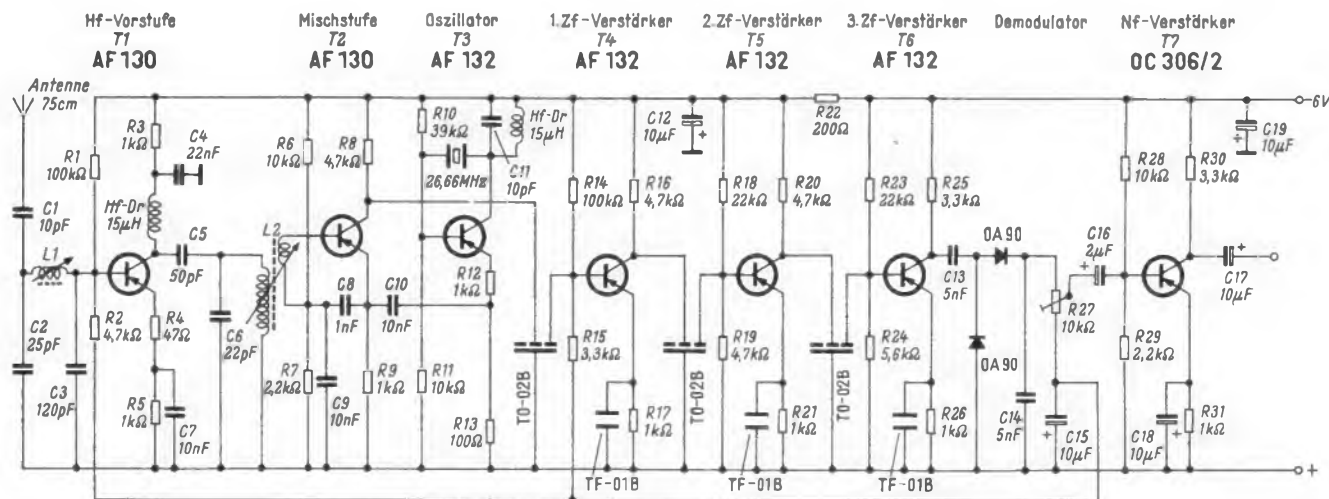 Hf-Vorstufe
T1
AF 130
Mischstufe
T2
AF 130
Oszillator
T3
AF 132
1. Zf-Verstärker
T4
AF 132
2. Zf-Verstärker
T5
AF 132
3. Zf-Verstärker
T6
AF 132
Demodulator
Nf-Verstärker
T7
OC 306/2
Antenne
75cm
R1
100kΩ
R3
1kΩ
C4
22nF
Hf-Dr
15µH
C1
10pF
L1
C5
50pF
C2
25pF
C3
120pF
R2
4,7kΩ
R4
47Ω
R5
1kΩ
C7
10nF
C6
22pF
L2
R6
10kΩ
R8
4,7kΩ
C8
1nF
C10
10nF
R7
2,2kΩ
C9
10nF
R9
1kΩ
R10
39kΩ
26,66MHz
C11
10pF
Hf-Dr
15µH
R12
1kΩ
R11
10kΩ
R13
100Ω
TO-02B
R14
100kΩ
R16
4,7kΩ
C12
10µF
+
R15
3,3kΩ
R17
1kΩ
TF-01B
TO-02B
R18
22kΩ
R20
4,7kΩ
R19
4,7kΩ
R21
1kΩ
TF-01B
TO-02B
R22
200Ω
R23
22kΩ
R25
3,3kΩ
R24
5,6kΩ
R26
1kΩ
TF-01B
C13
5nF
OA 90
OA 90
C14
5nF
R27
10kΩ
C15
10µF
+
C16
2µF
+
R28
10kΩ
R30
3,3kΩ
R29
2,2kΩ
C18
10µF
+
R31
1kΩ
C17
10µF
+
C19
10µF
+
-6V
+